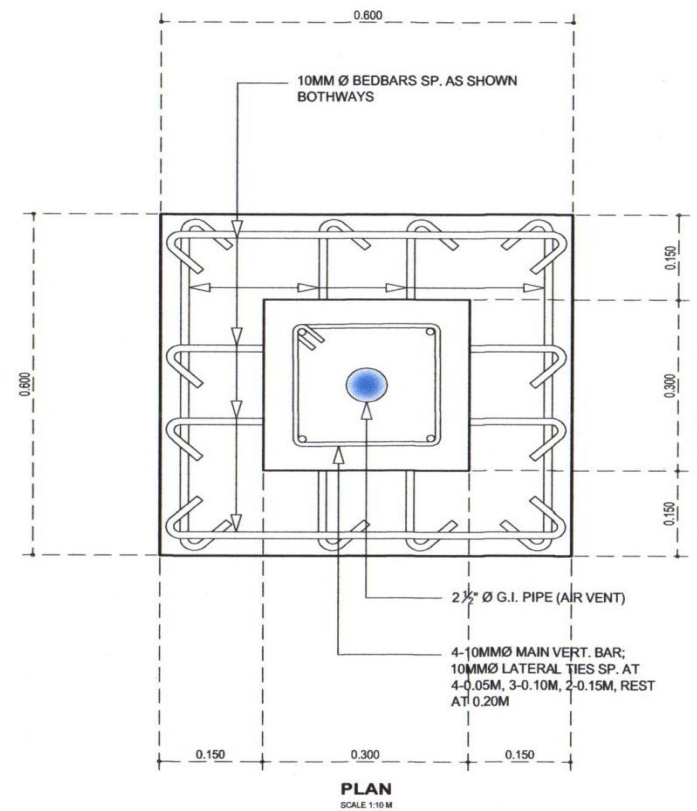 0.600
10MM Ø BEDBARS SP. AS SHOWN
BOTHWAYS
0.150
0.600
0.300
0.150
2 ½" Ø G.I. PIPE (AIR VENT)
4-10MMØ MAIN VERT. BAR;
10MMØ LATERAL TIES SP. AT
4-0.05M, 3-0.10M, 2-0.15M, REST
AT 0.20M
0.150
0.300
0.150
PLAN
SCALE 1:10 M